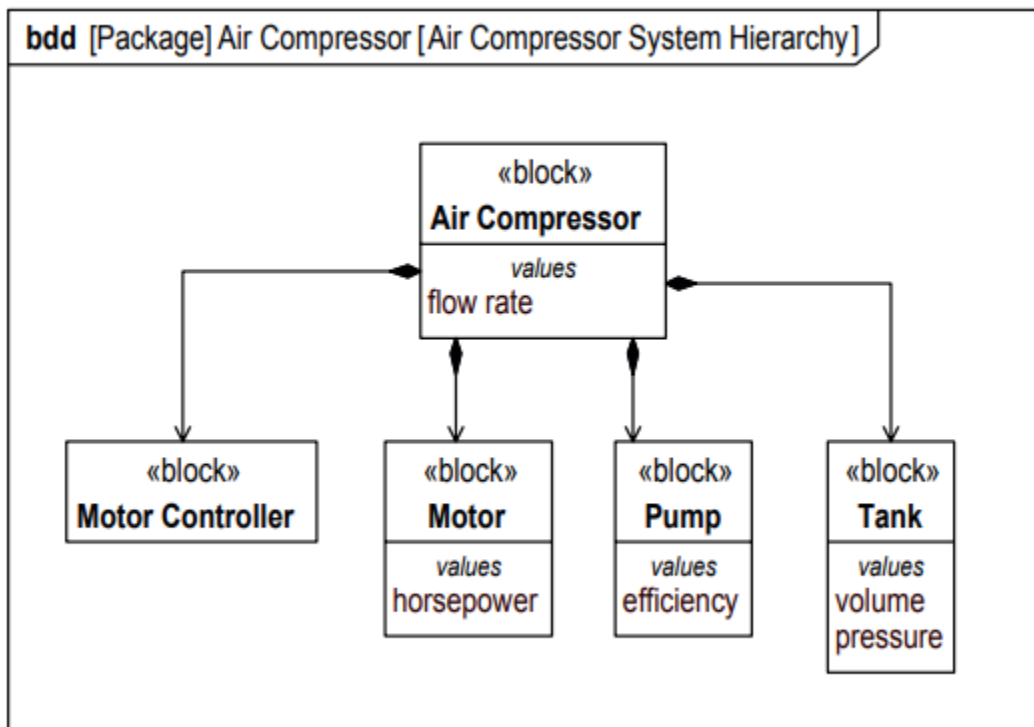 bdd [Package] Air Compressor [Air Compressor System Hierarchy]
«block»
Air Compressor
values
flow rate
«block»
Motor Controller
«block»
Motor
values
horsepower
«block»
Pump
values
efficiency
«block»
Tank
values
volume
pressure